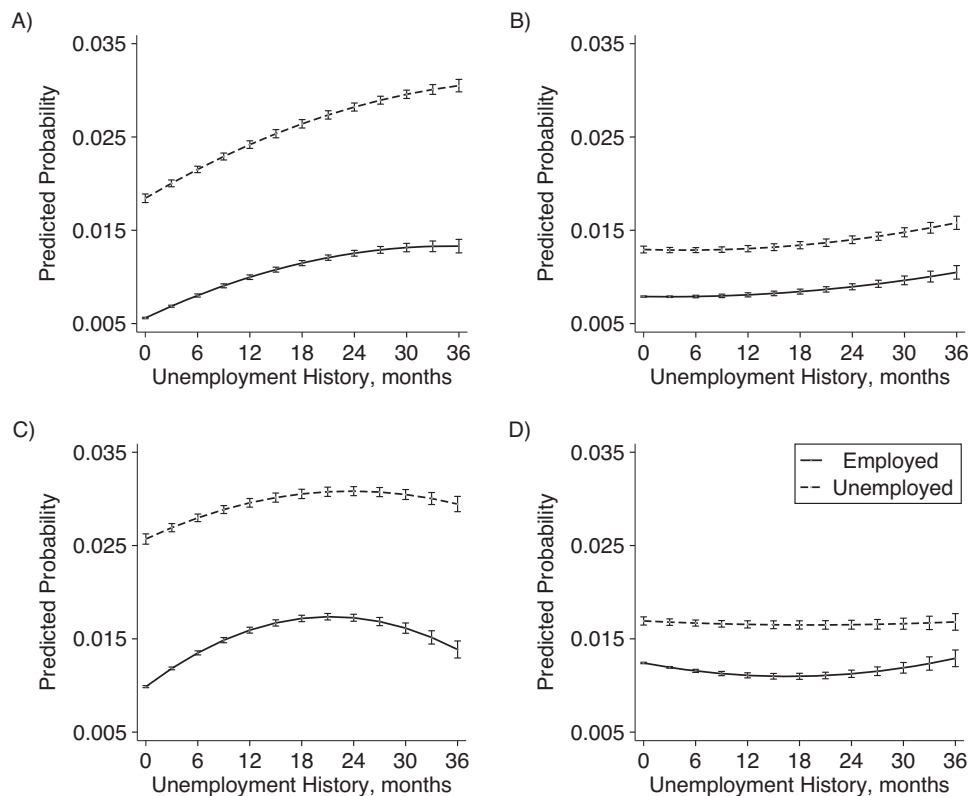 A)
Predicted Probability
0.035
0.025
0.015
0.005
0 6 12 18 24 30 36
Unemployment History, months
B)
Predicted Probability
0.035
0.025
0.015
0.005
0 6 12 18 24 30 36
Unemployment History, months
C)
Predicted Probability
0.035
0.025
0.015
0.005
0 6 12 18 24 30 36
Unemployment History, months
D)
Predicted Probability
0.035
0.025
0.015
0.005
0 6 12 18 24 30 36
Unemployment History, months
Employed
Unemployed